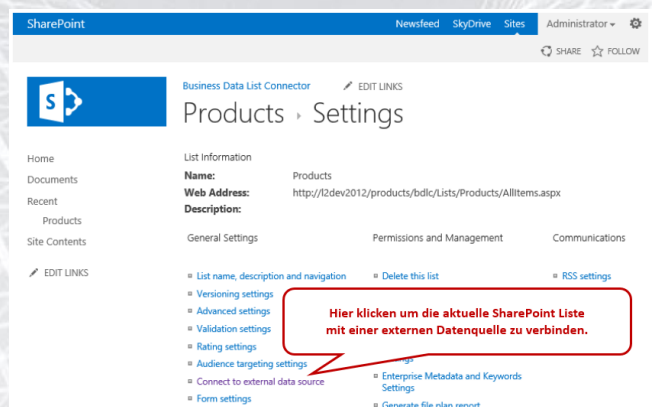 SharePoint
Newsfeed SkyDrive Sites Administrator
SHARE FOLLOW
S
Business Data List Connector EDIT LINKS
Products Settings
Home
Documents
Recent
Products
Site Contents
EDIT LINKS
List Information
Name: Products
Web Address: http://l2dev2012/products/bdlc/Lists/Products/AllItems.aspx
Description:
General Settings
List name, description and navigation
Versioning settings
Advanced settings
Validation settings
Rating settings
Audience targeting settings
Connect to external data source
Form settings
Permissions and Management
Delete this list
Enterprise Metadata and Keywords
Settings
Generate file plan report
Communications
RSS settings
Hier klicken um die aktuelle SharePoint Liste
mit einer externen Datenquelle zu verbinden.